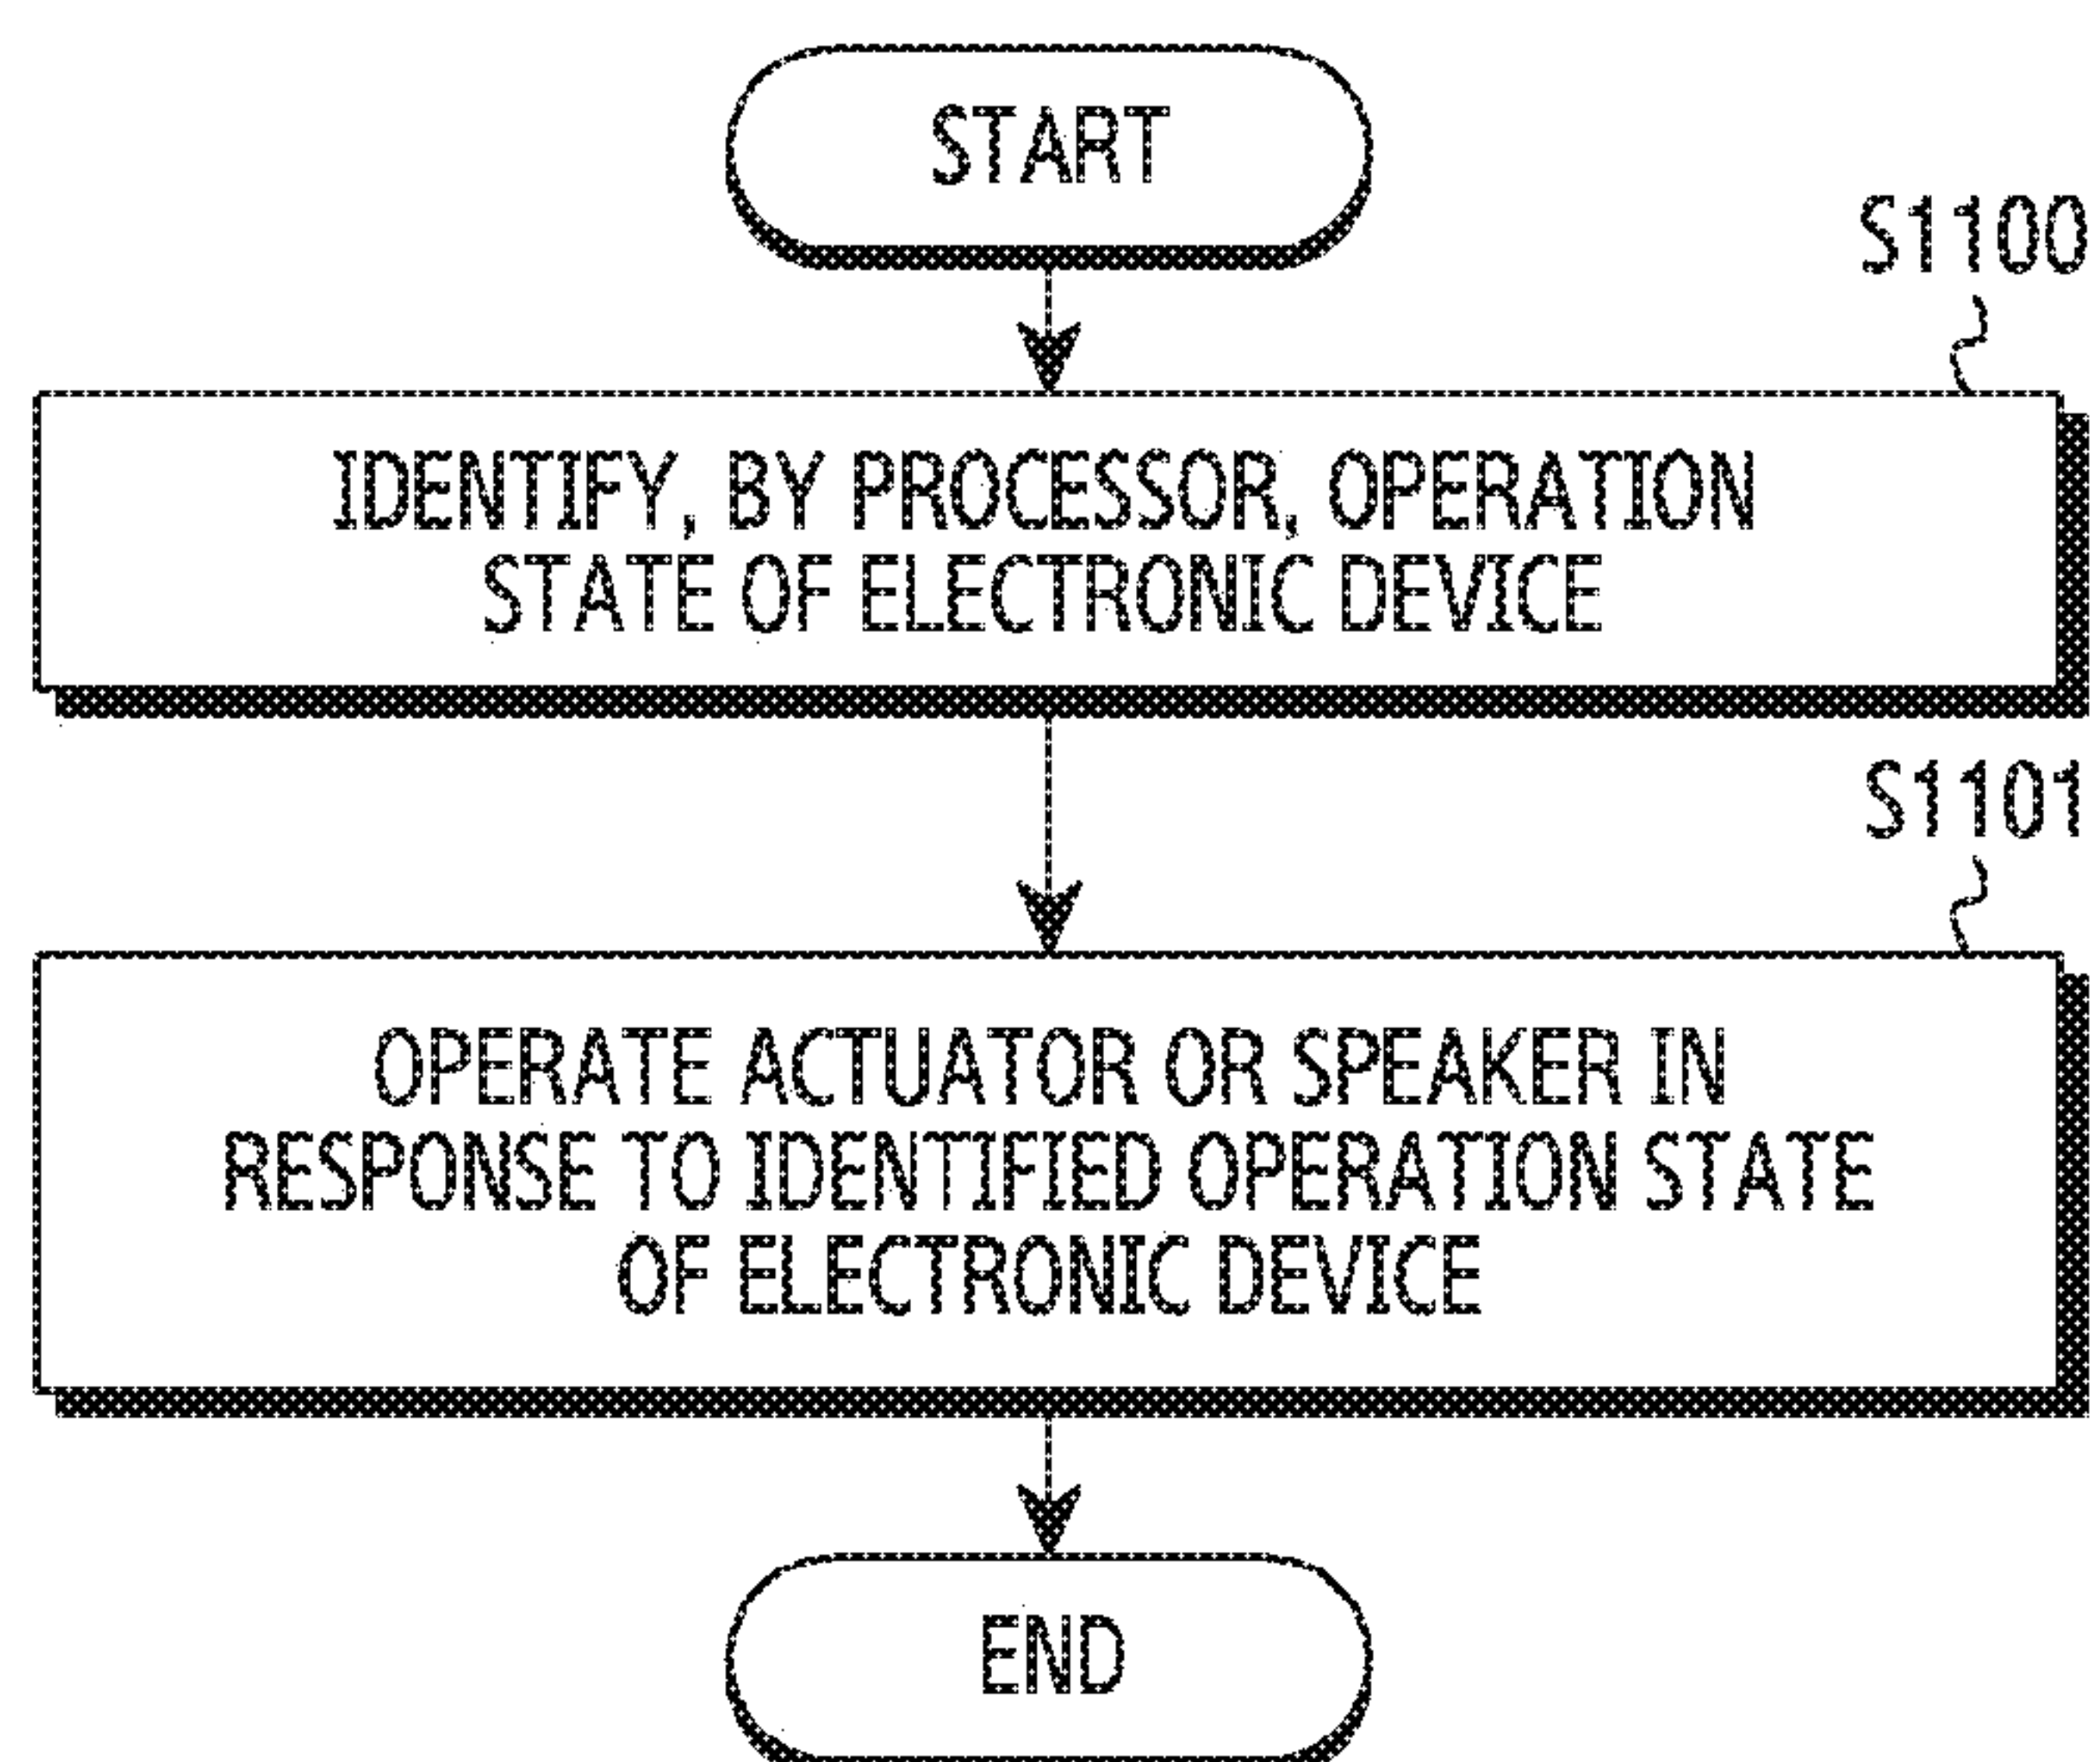 START
S1100
IDENTIFY, BY PROCESSOR, OPERATION
STATE OF ELECTRONIC DEVICE
S1101
OPERATE ACTUATOR OR SPEAKER IN
RESPONSE TO IDENTIFIED OPERATION STATE
OF ELECTRONIC DEVICE
END